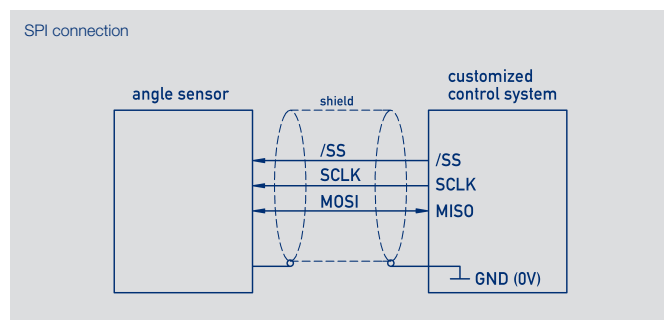 SPI connection
angle sensor
shield
customized
control system
/SS
/SS
SCLK
SCLK
MOSI
MISO
GND (0V)